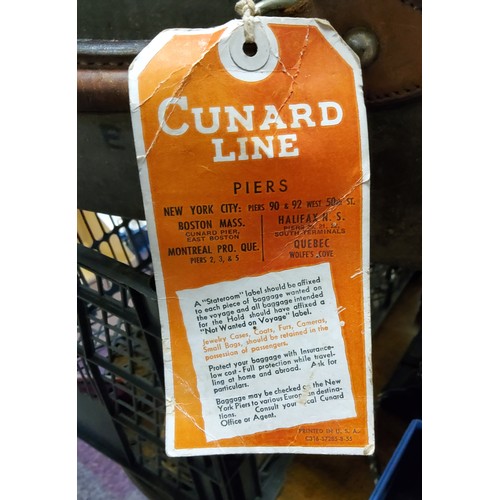 CUNARD
LINE
PIERS
NEW YORK CITY: PIERS 90 & 92 WEST 50th ST.
BOSTON MASS.
CUNARD PIER,
EAST BOSTON
MONTREAL PRO. QUE.
PIERS 2, 3, & 5
HALIFAX N. S.
PIERS
SOUTH TERMINALS
QUEBEC
WOLFE'S COVE
A "Stateroom" label should be affixed
to each piece of baggage wanted on
the voyage and all baggage intended
for the Hold should have affixed a
"Not Wanted on Voyage" label.
Jewelry Cases, Coats, Furs, Cameras,
Small Bags, should be retained in the
possession of passengers.
Protect your baggage with Insurance-
low cost - Full protection while travel-
ling at home and abroad. Ask for
particulars.
Baggage may be checked on the New
York Piers to various European destina-
tions. Consult your local Cunard
Office or Agent.
PRINTED IN U. S. A.